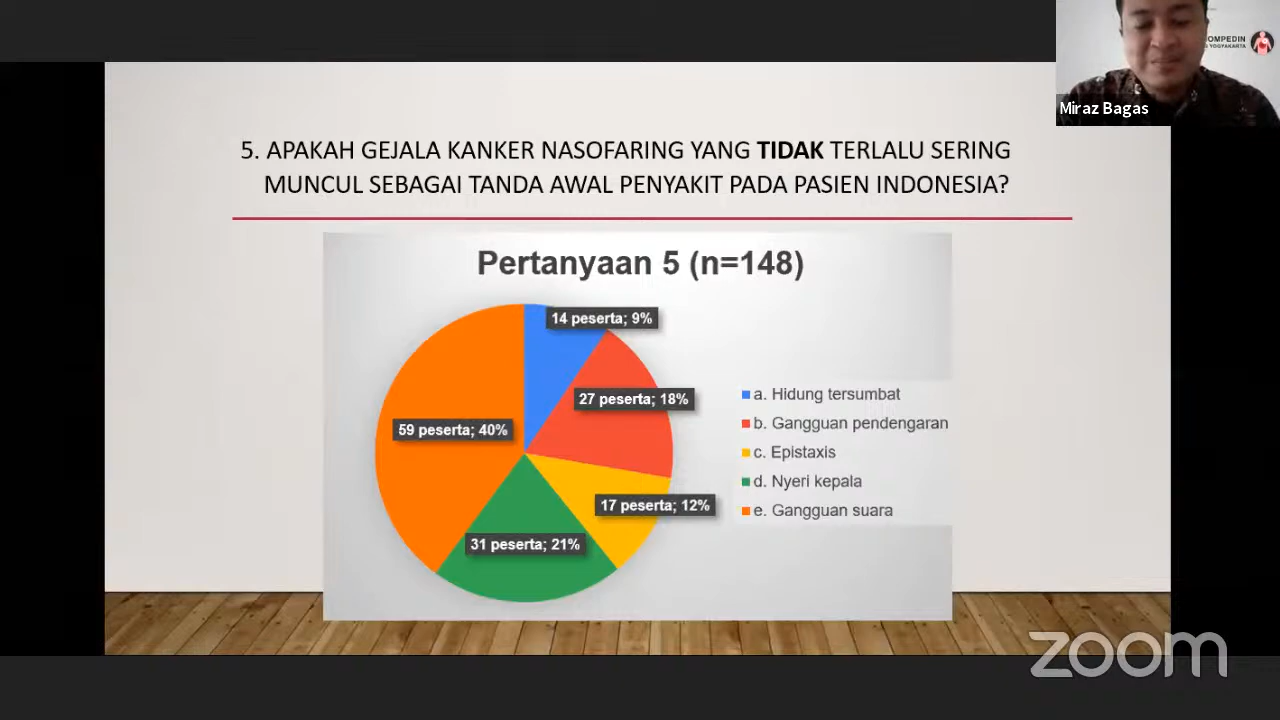 OMPEDIN
YOGYAKARTA
Miraz Bagas
5. APAKAH GEJALA KANKER NASOFARING YANG TIDAK TERLALU SERING
MUNCUL SEBAGAI TANDA AWAL PENYAKIT PADA PASIEN INDONESIA?
Pertanyaan 5 (n=148)
14 peserta; 9%
27 peserta; 18%
59 peserta; 40%
17 peserta; 12%
31 peserta; 21%
a. Hidung tersumbat
b. Gangguan pendengaran
c. Epistaxis
d. Nyeri kepala
e. Gangguan suara
zoom